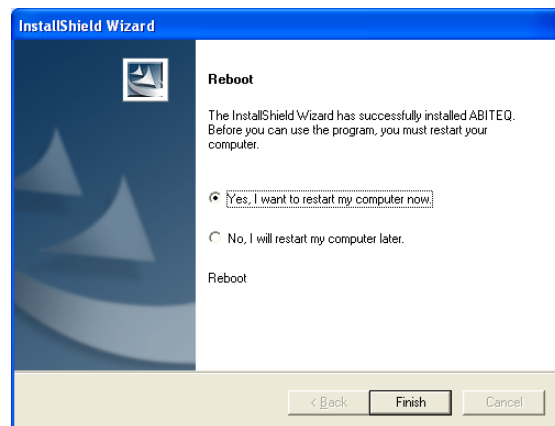 InstallShield Wizard
Reboot
The InstallShield Wizard has successfully installed ABITEQ.
Before you can use the program, you must restart your
computer.
Yes, I want to restart my computer now.
No, I will restart my computer later.
Reboot
< Back Finish Cancel